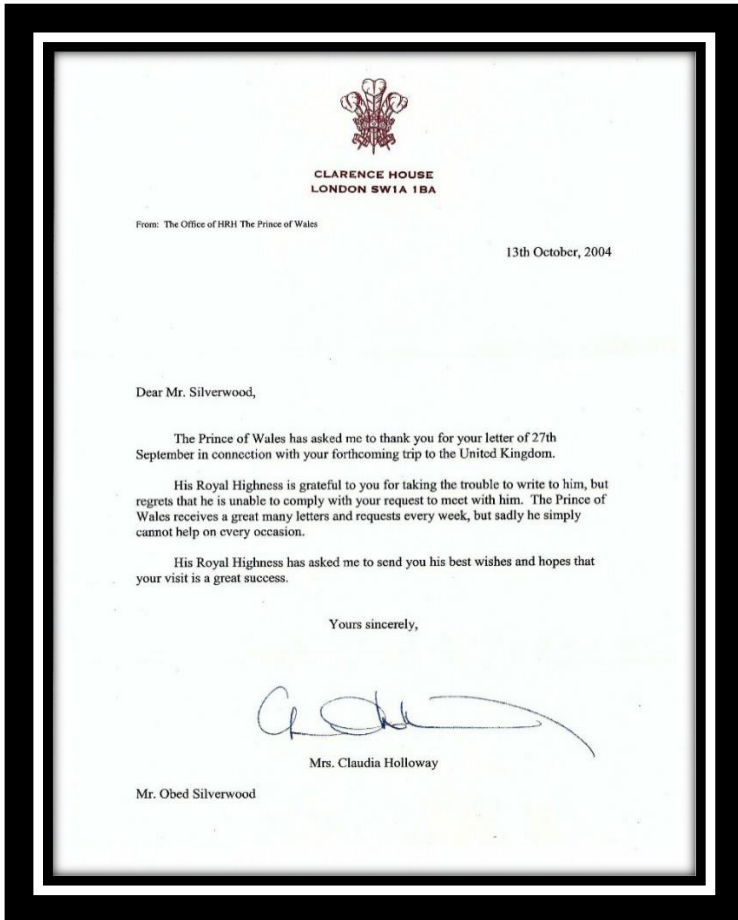 CLARENCE HOUSE
LONDON SW1A 1BA
From: The Office of HRH The Prince of Wales
13th October, 2004
Dear Mr. Silverwood,
The Prince of Wales has asked me to thank you for your letter of 27th
September in connection with your forthcoming trip to the United Kingdom.
His Royal Highness is grateful to you for taking the trouble to write to him, but
regrets that he is unable to comply with your request to meet with him. The Prince of
Wales receives a great many letters and requests every week, but sadly he simply
cannot help on every occasion.
His Royal Highness has asked me to send you his best wishes and hopes that
your visit is a great success.
Yours sincerely,
Mrs. Claudia Holloway
Mr. Obed Silverwood